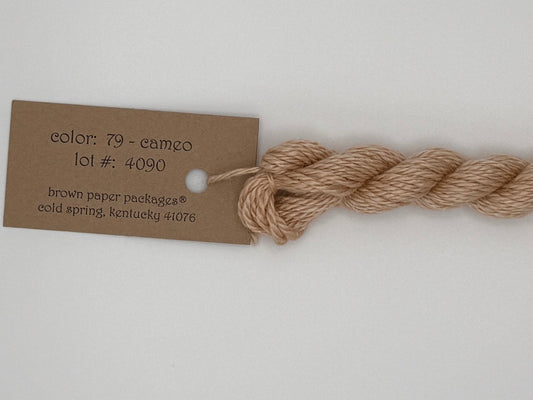 color: 79 - cameo
lot #: 4090
brown paper packages®
cold spring, kentucky 41076